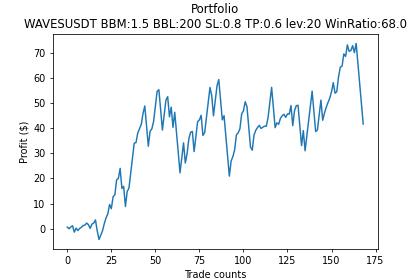 Portfolio
WAVESUSDT BBM:1.5 BBL:200 SL:0.8 TP:0.6 lev:20 WinRatio:68.0
Profit ($)
70
60
50
40
30
20
10
0
0 25 50 75 100 125 150 175
Trade counts